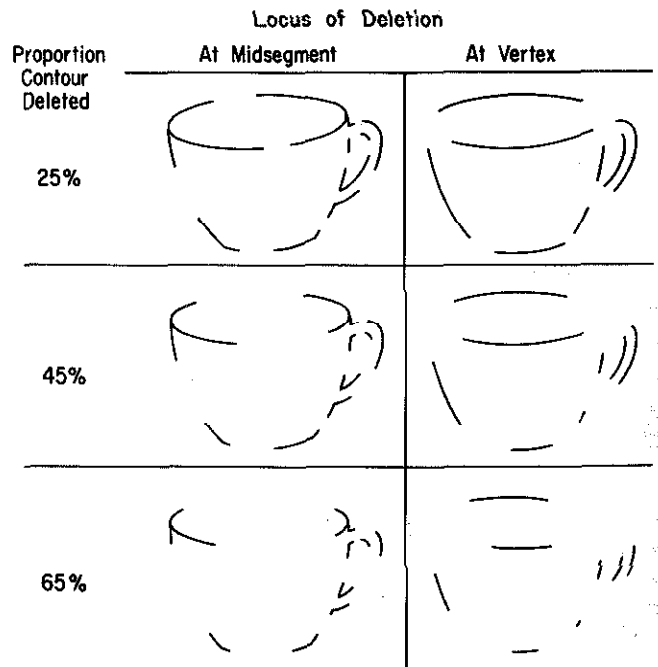 Locus of Deletion
Proportion Contour Deleted
At Midsegment
At Vertex
25%
45%
65%